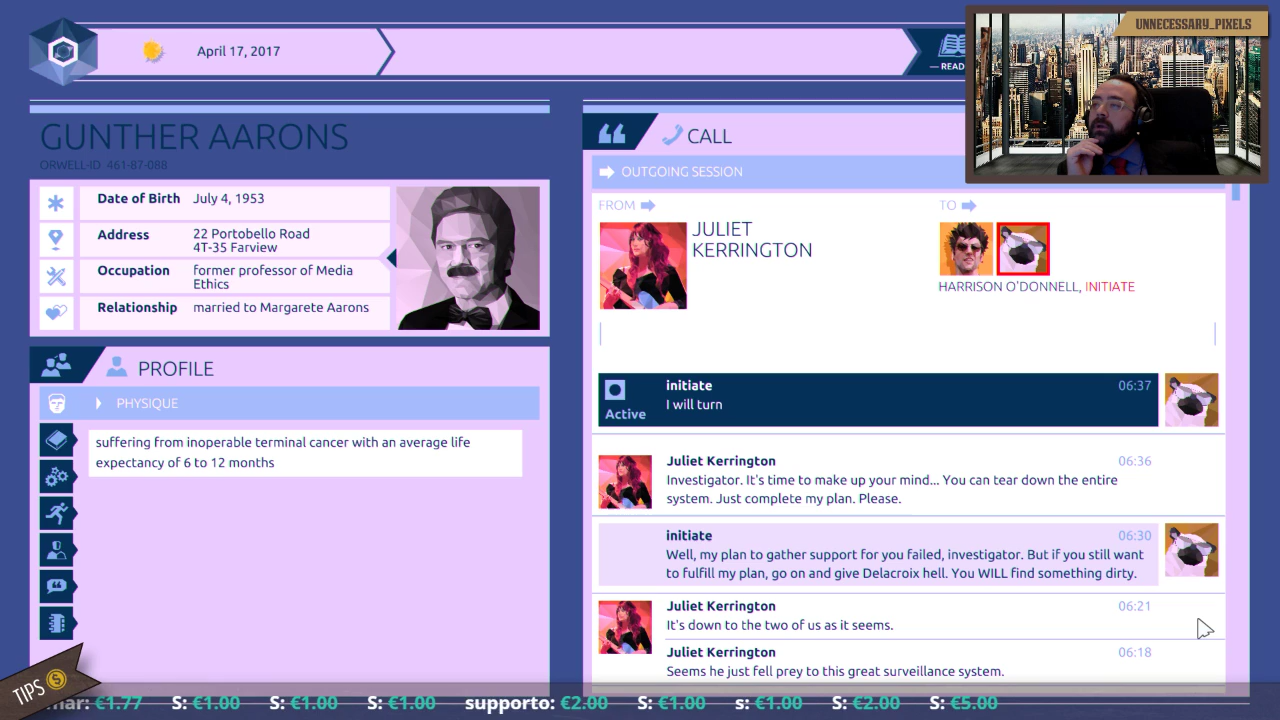 UNNECESSARY_PIXELS
April 17, 2017
— READ
GUNTHER AARONS
ORWELL-ID 461-87-088
Date of Birth July 4, 1953
Address 22 Portobello Road
4T-35 Farview
Occupation former professor of Media
Ethics
Relationship married to Margarete Aarons
PROFILE
PHYSIQUE
suffering from inoperable terminal cancer with an average life
expectancy of 6 to 12 months
CALL
OUTGOING SESSION
FROM
TO
JULIET
KERRINGTON
HARRISON O'DONNELL, INITIATE
initiate 06:37
I will turn
Active
Juliet Kerrington 06:36
Investigator. It's time to make up your mind... You can tear down the entire
system. Just complete my plan. Please.
initiate 06:30
Well, my plan to gather support for you failed, investigator. But if you still want
to fulfill my plan, go on and give Delacroix hell. You WILL find something dirty.
Juliet Kerrington 06:21
It's down to the two of us as it seems.
Juliet Kerrington 06:18
Seems he just fell prey to this great surveillance system.
TIPS
€1.77 S: €1.00 S: €1.00 S: €1.00 supporto: €2.00 S: €1.00 s: €1.00 S: €2.00 S: €5.00